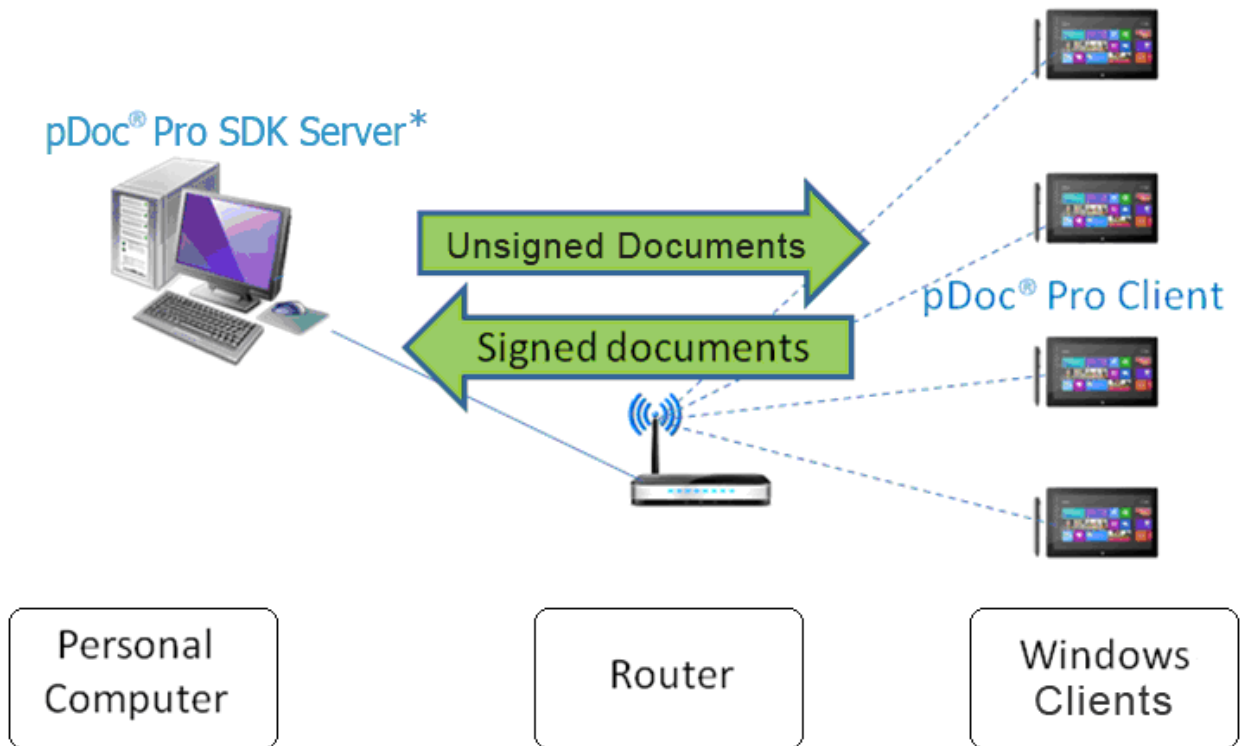 pDoc® Pro SDK Server*
Unsigned Documents
Signed documents
pDoc® Pro Client
Personal
Computer
Router
Windows
Clients